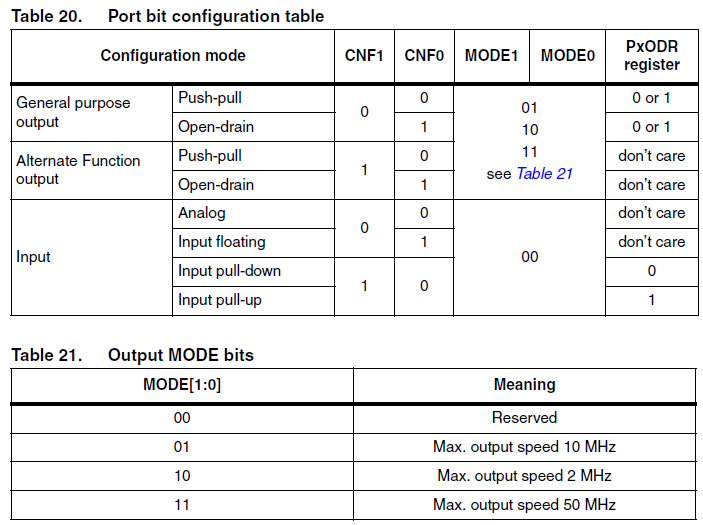 Table 20. Port bit configuration table
Configuration mode CNF1 CNF0 MODE1 MODE0 PxODR register
General purpose output Push-pull 0 0 01 10 11 see Table 21 0 or 1
Open-drain 1 0 or 1
Alternate Function output Push-pull 1 0 don't care
Open-drain 1 don't care
Input Analog 0 0 00 don't care
Input floating 1 don't care
Input pull-down 1 0 0
Input pull-up 1
Table 21. Output MODE bits
MODE[1:0] Meaning
00 Reserved
01 Max. output speed 10 MHz
10 Max. output speed 2 MHz
11 Max. output speed 50 MHz